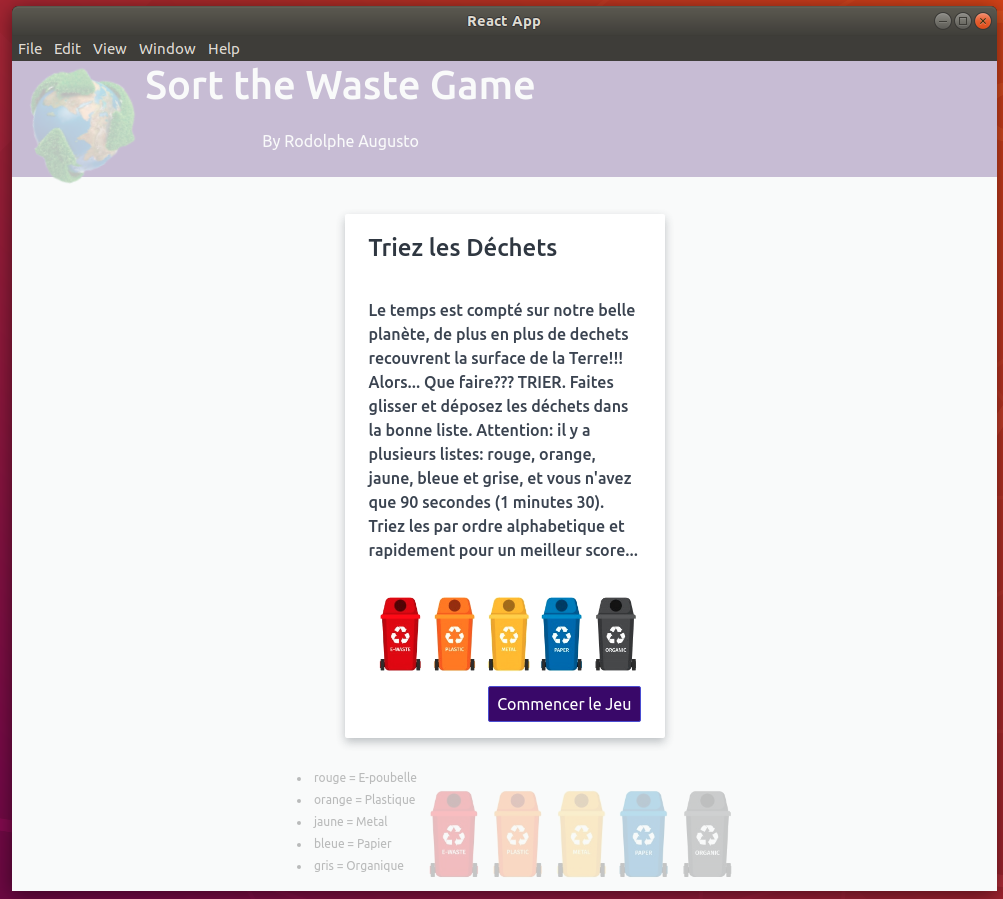 React App
File Edit View Window Help
Sort the Waste Game
By Rodolphe Augusto
Triez les Déchets
Le temps est compté sur notre belle
planète, de plus en plus de dechets
recouvrent la surface de la Terre!!!
Alors... Que faire??? TRIER. Faites
glisser et déposez les déchets dans
la bonne liste. Attention: il y a
plusieurs listes: rouge, orange,
jaune, bleue et grise, et vous n'avez
que 90 secondes (1 minutes 30).
Triez les par ordre alphabetique et
rapidement pour un meilleur score...
E-WASTE PLASTIC METAL PAPER ORGANIC
Commencer le Jeu
• rouge = E-poubelle
• orange = Plastique
• jaune = Metal
• bleue = Papier
• gris = Organique
E-WASTE PLASTIC METAL PAPER ORGANIC